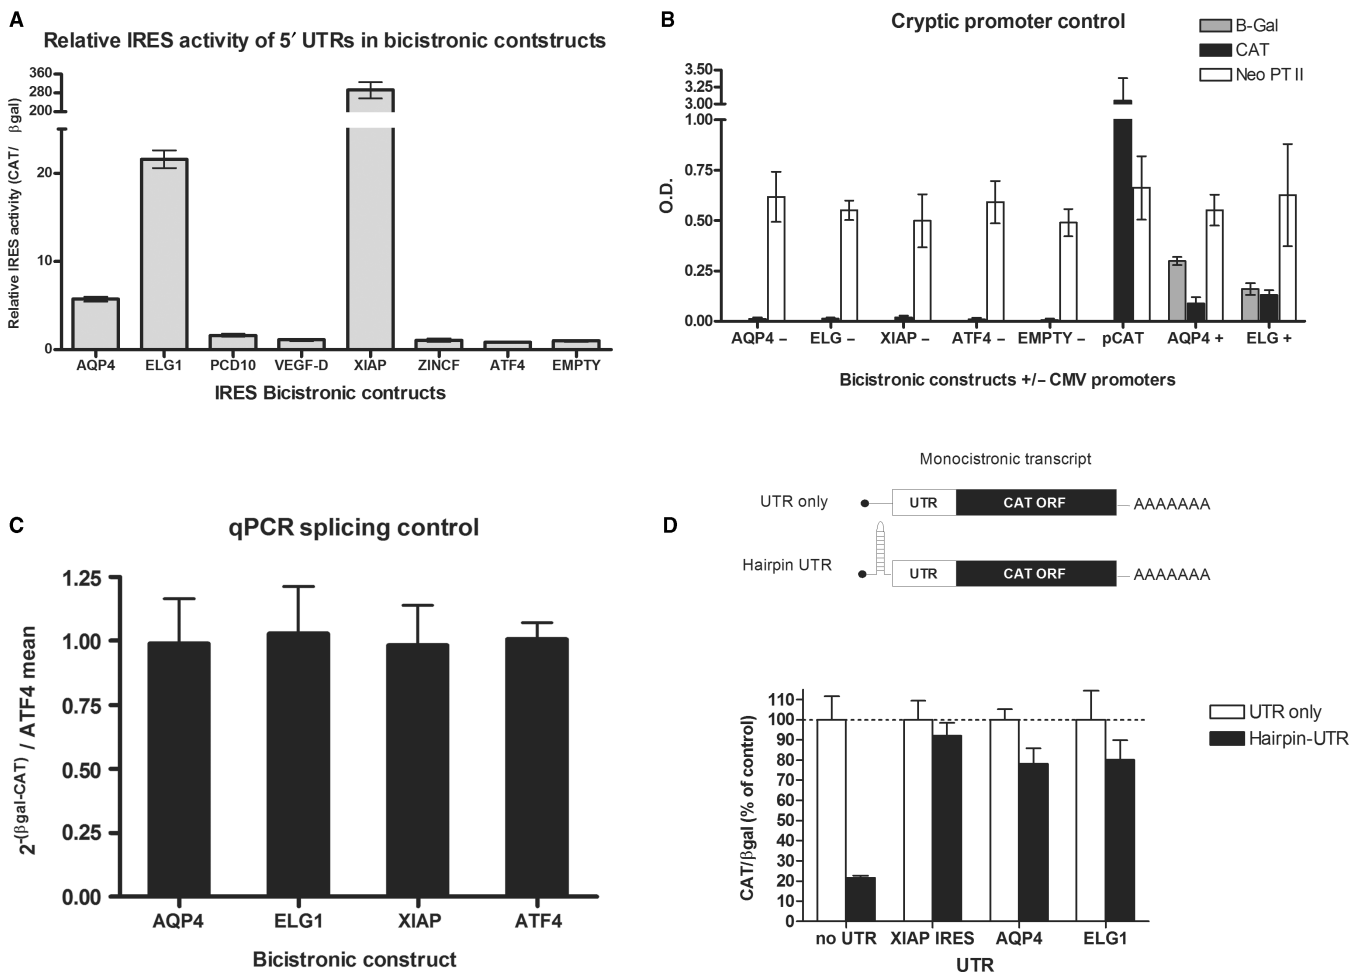 A
Relative IRES activity of 5′ UTRs in bicistronic contstructs
Relative IRES activity (CAT/ βgal)
360
280
200
20
10
0
AQP4 ELG1 PCD10 VEGF-D XIAP ZINCF ATF4 EMPTY
IRES Bicistronic contructs
B
Cryptic promoter control
B-Gal
CAT
Neo PT II
O.D.
3.50
3.25
3.00
1.00
0.75
0.50
0.25
0.00
AQP4 – ELG – XIAP – ATF4 – EMPTY – pCAT AQP4 + ELG +
Bicistronic constructs +/– CMV promoters
C
qPCR splicing control
2-(βgal-CAT) / ATF4 mean
1.25
1.00
0.75
0.50
0.25
0.00
AQP4 ELG1 XIAP ATF4
Bicistronic construct
D
Monocistronic transcript
UTR only UTR CAT ORF AAAAAAA
Hairpin UTR UTR CAT ORF AAAAAAA
UTR only
Hairpin-UTR
CAT/βgal (% of control)
110
100
90
80
70
60
50
40
30
20
10
0
no UTR XIAP IRES AQP4 ELG1
UTR